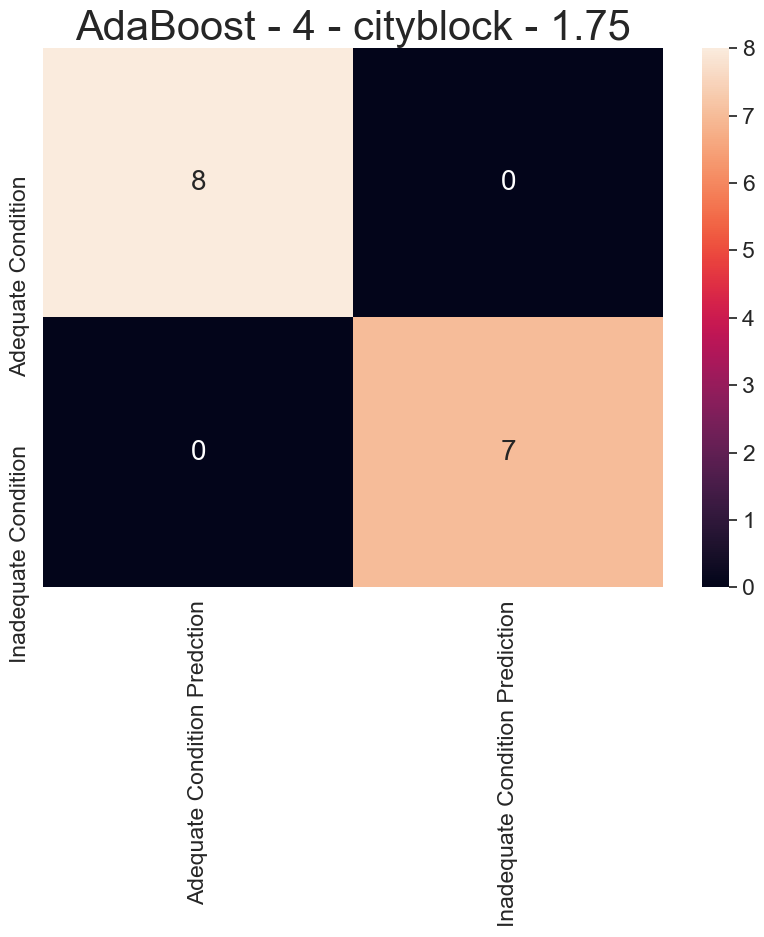 AdaBoost - 4 - cityblock - 1.75
8
0
0
7
Adequate Condition
Inadequate Condition
Adequate Condition Predction
Inadequate Condition Prediction
8
7
6
5
4
3
2
1
0